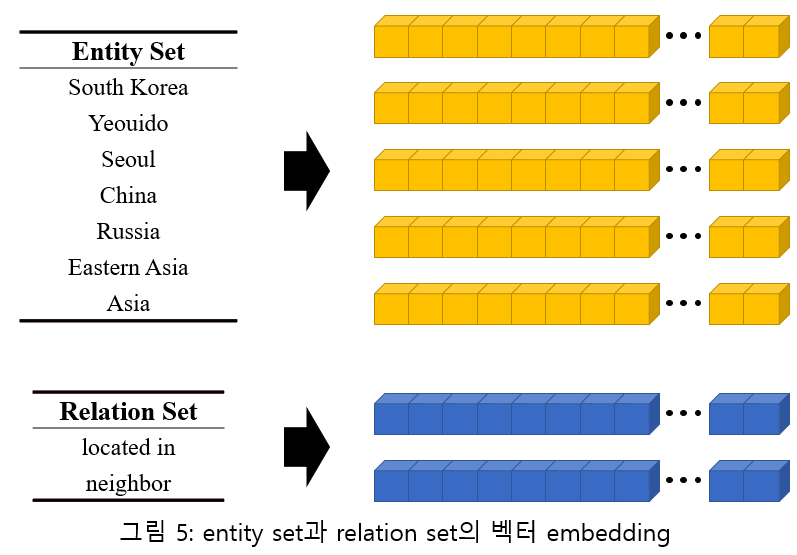 Entity Set
South Korea
Yeouido
Seoul
China
Russia
Eastern Asia
Asia
Relation Set
located in
neighbor
그림 5: entity set과 relation set의 벡터 embedding